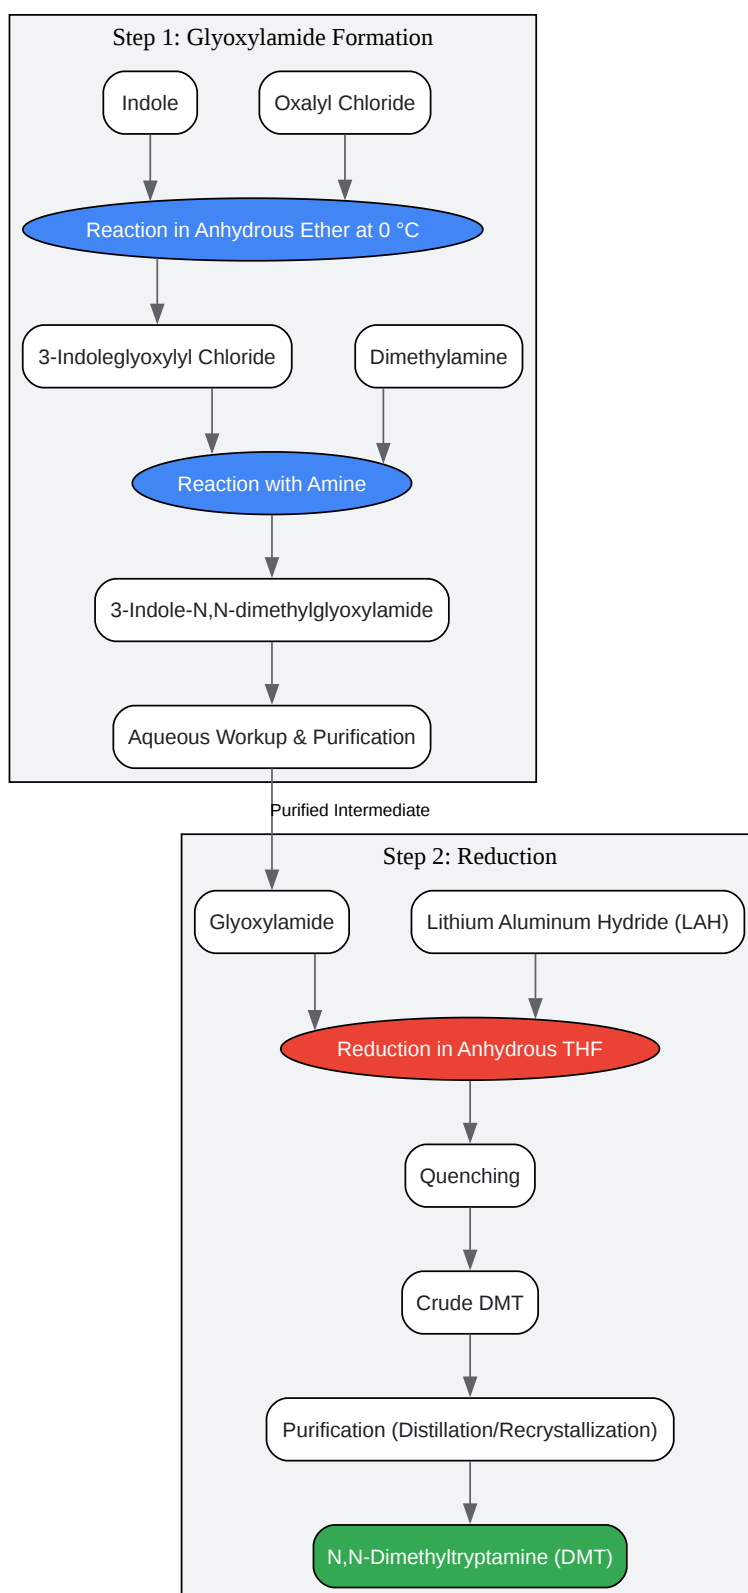 Step 1: Glyoxylamide Formation
Indole
Oxalyl Chloride
Reaction in Anhydrous Ether at 0 °C
3-Indoleglyoxylyl Chloride
Dimethylamine
Reaction with Amine
3-Indole-N,N-dimethylglyoxylamide
Aqueous Workup & Purification
Purified Intermediate
Step 2: Reduction
Glyoxylamide
Lithium Aluminum Hydride (LAH)
Reduction in Anhydrous THF
Quenching
Crude DMT
Purification (Distillation/Recrystallization)
N,N-Dimethyltryptamine (DMT)